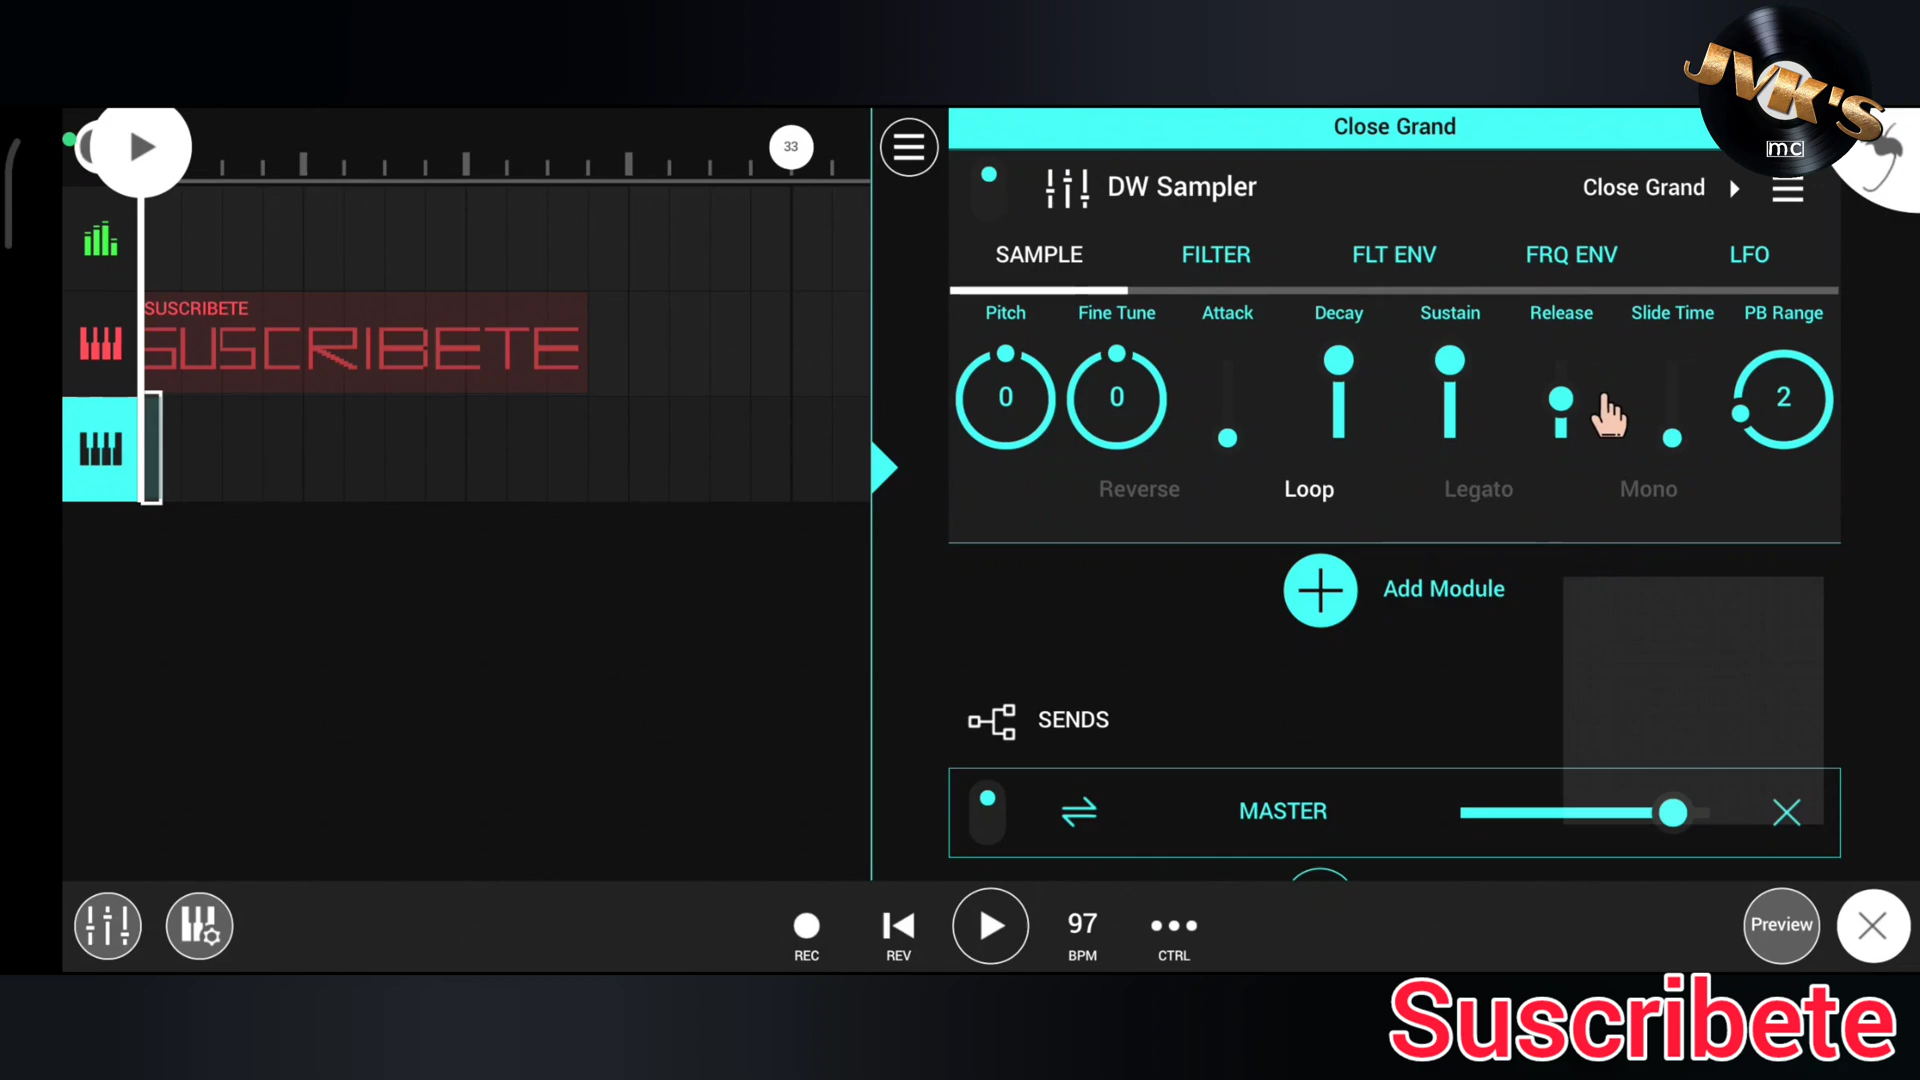 JVK'S
mc
33
Close Grand
DW Sampler
Close Grand
SAMPLE FILTER FLT ENV FRQ ENV LFO
Pitch Fine Tune Attack Decay Sustain Release Slide Time PB Range
0 0 2
Reverse Loop Legato Mono
SUSCRIBETE
SUSCRIBETE
Add Module
SENDS
MASTER
97
REC REV BPM CTRL
Preview
Suscribete